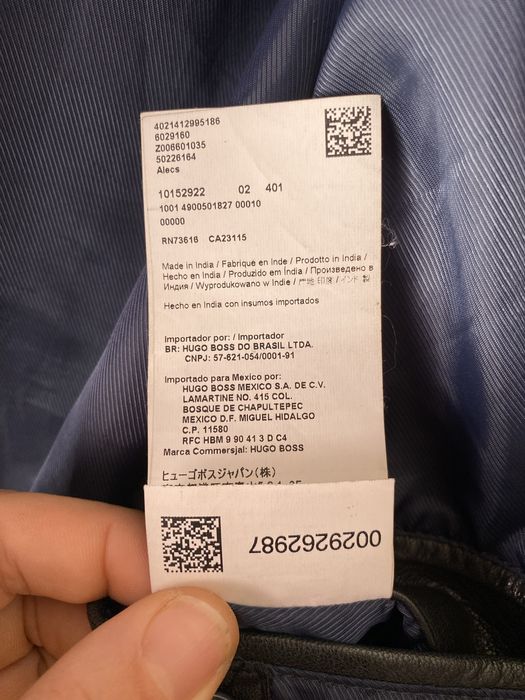 4021412995186
6029160
Z006601035
50226164
Alecs
10152922 02 401
1001 4900501827 00010
00000
RN73616 CA23115
Made in India / Fabriqué en Inde / Prodotto in India /
Hecho en India / Produzido em Índia / Произведено в
Индия / Wyprodukowano w Indie / 产地 印度 / インド 製
Hecho en India con insumos importados
Importador por: / Importador
BR: HUGO BOSS DO BRASIL LTDA.
CNPJ: 57-621-054/0001-91
Importado para Mexico por:
HUGO BOSS MEXICO S.A. DE C.V.
LAMARTINE NO. 415 COL.
BOSQUE DE CHAPULTEPEC
MEXICO D.F. MIGUEL HIDALGO
C.P. 11580
RFC HBM 9 90 41 3 D C4
Marca Commersjal: HUGO BOSS
ヒューゴボスジャパン(株)
0029262987